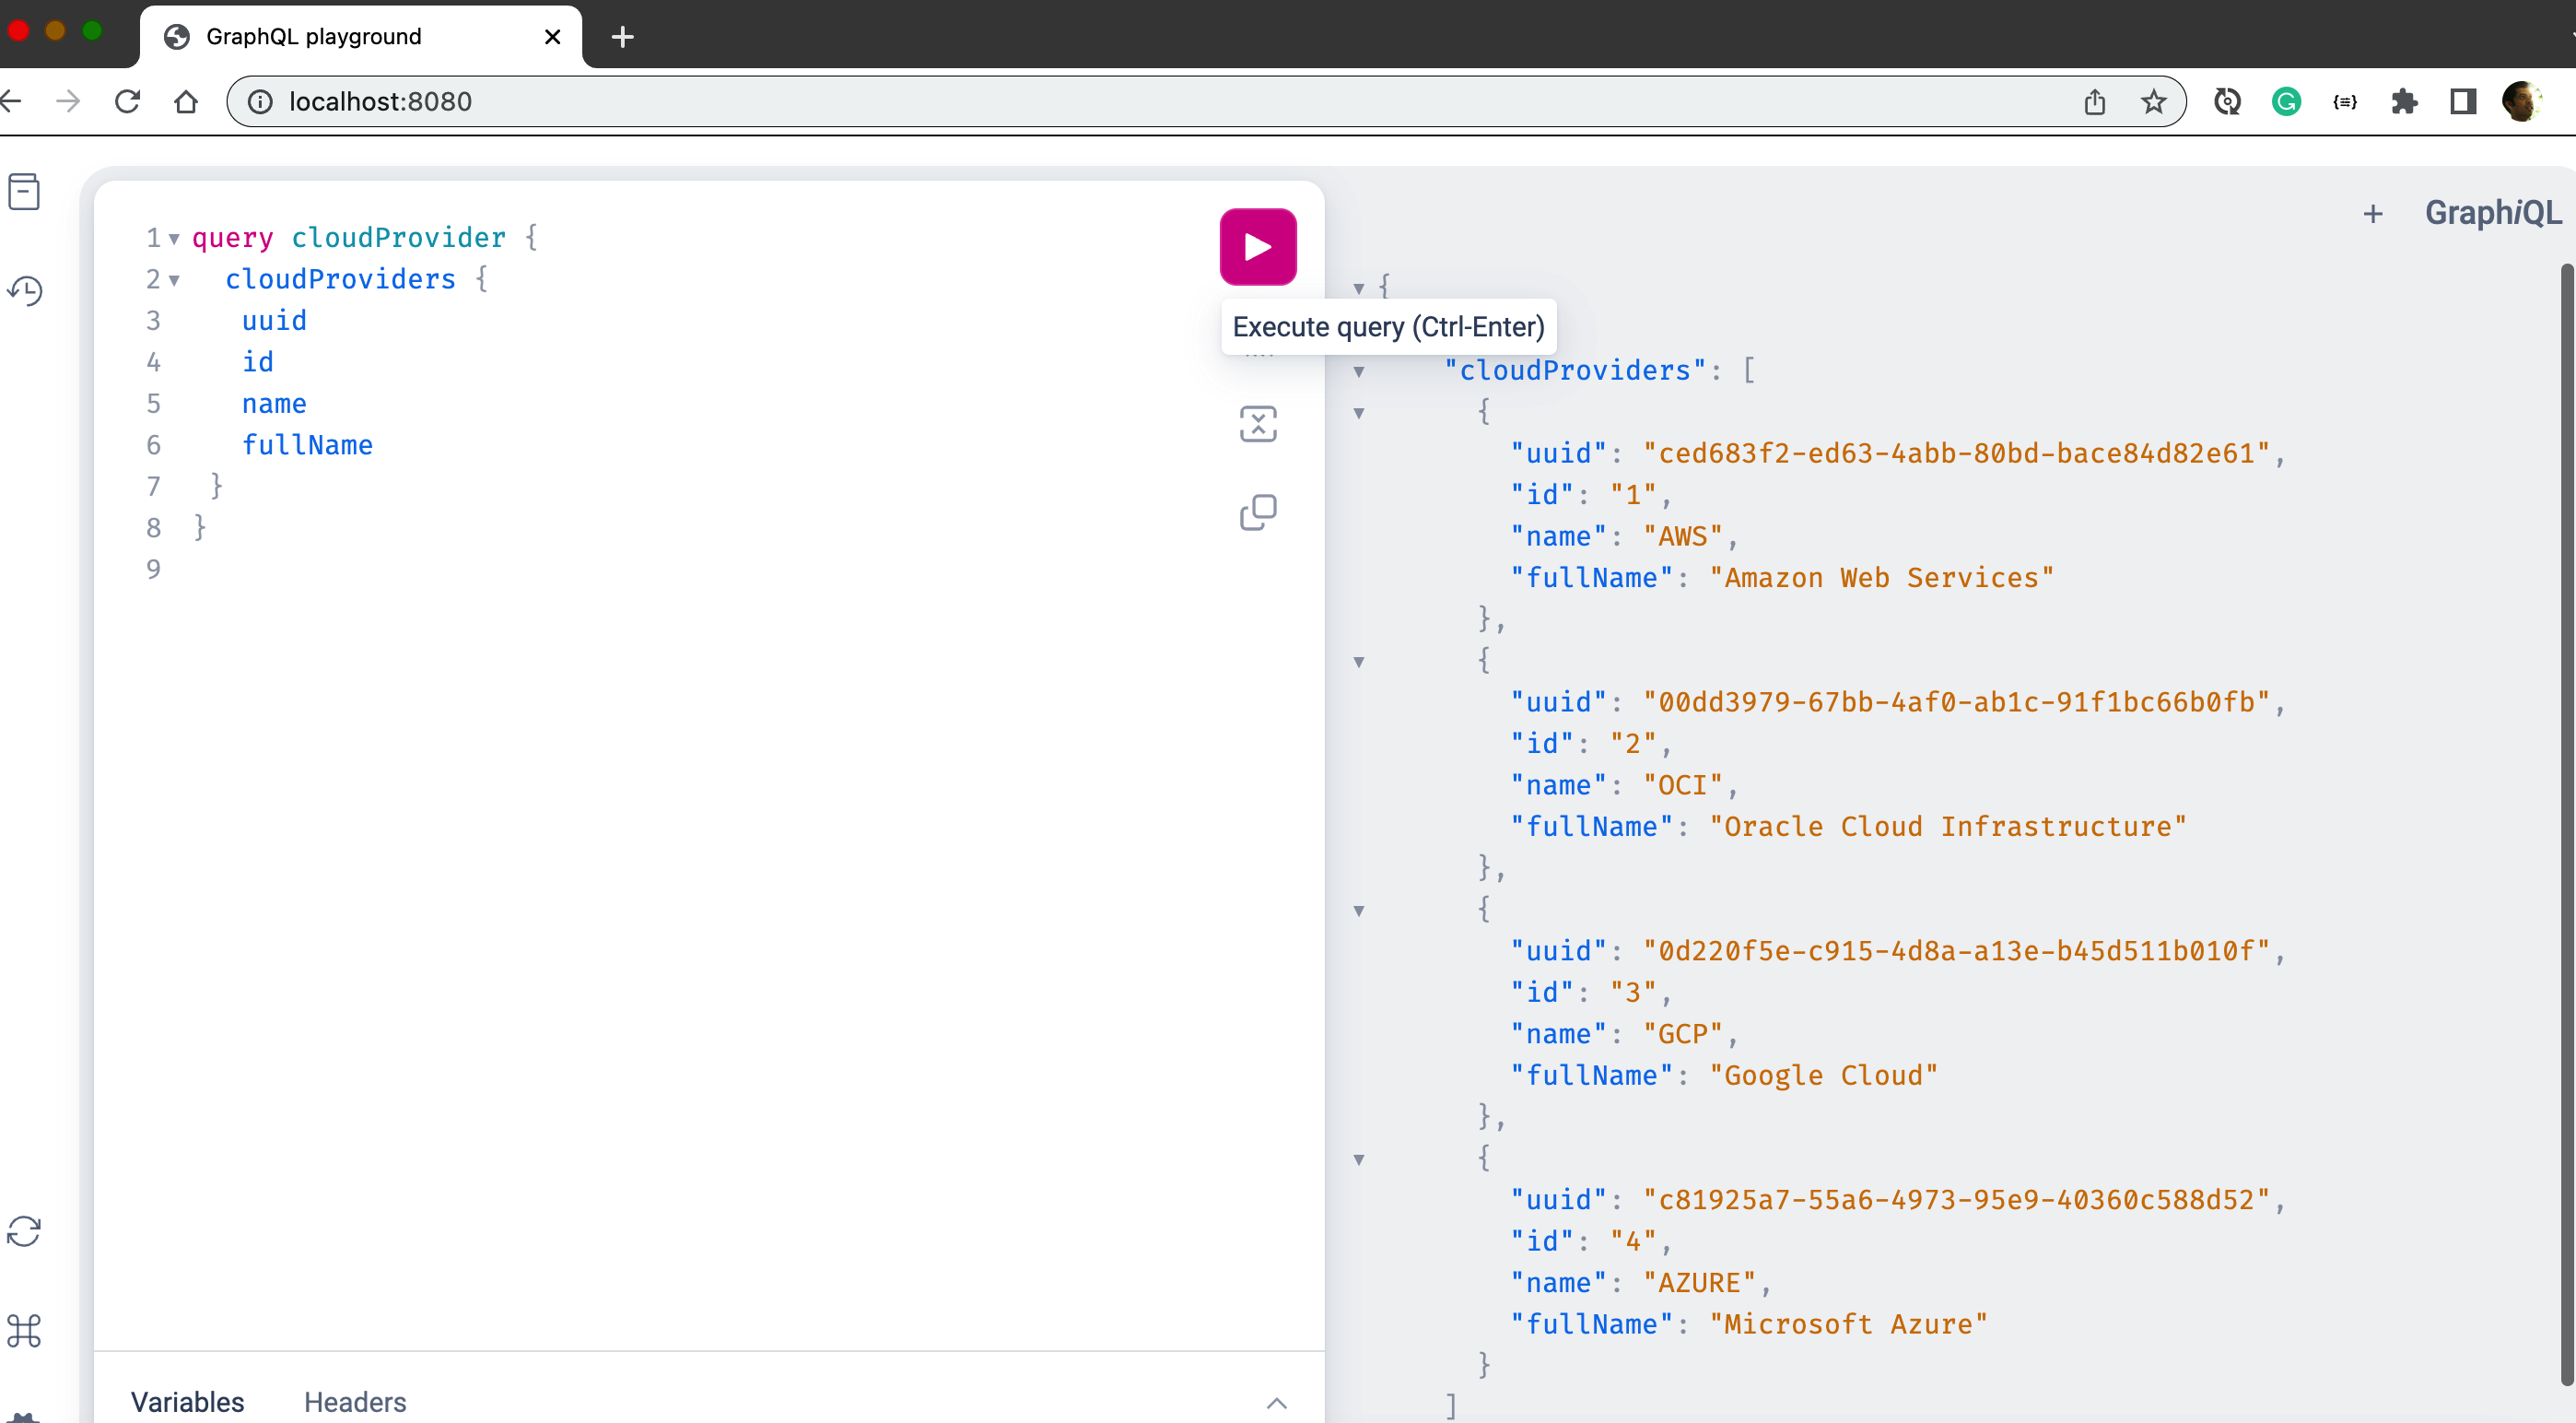 GraphQL playground
localhost:8080
1 query cloudProvider {
2 cloudProviders {
3 uuid
4 id
5 name
6 fullName
7 }
8 }
9
Execute query (Ctrl-Enter)
Variables Headers
+ GraphiQL
{
"cloudProviders": [
{
"uuid": "ced683f2-ed63-4abb-80bd-bace84d82e61",
"id": "1",
"name": "AWS",
"fullName": "Amazon Web Services"
},
{
"uuid": "00dd3979-67bb-4af0-ab1c-91f1bc66b0fb",
"id": "2",
"name": "OCI",
"fullName": "Oracle Cloud Infrastructure"
},
{
"uuid": "0d220f5e-c915-4d8a-a13e-b45d511b010f",
"id": "3",
"name": "GCP",
"fullName": "Google Cloud"
},
{
"uuid": "c81925a7-55a6-4973-95e9-40360c588d52",
"id": "4",
"name": "AZURE",
"fullName": "Microsoft Azure"
}
]